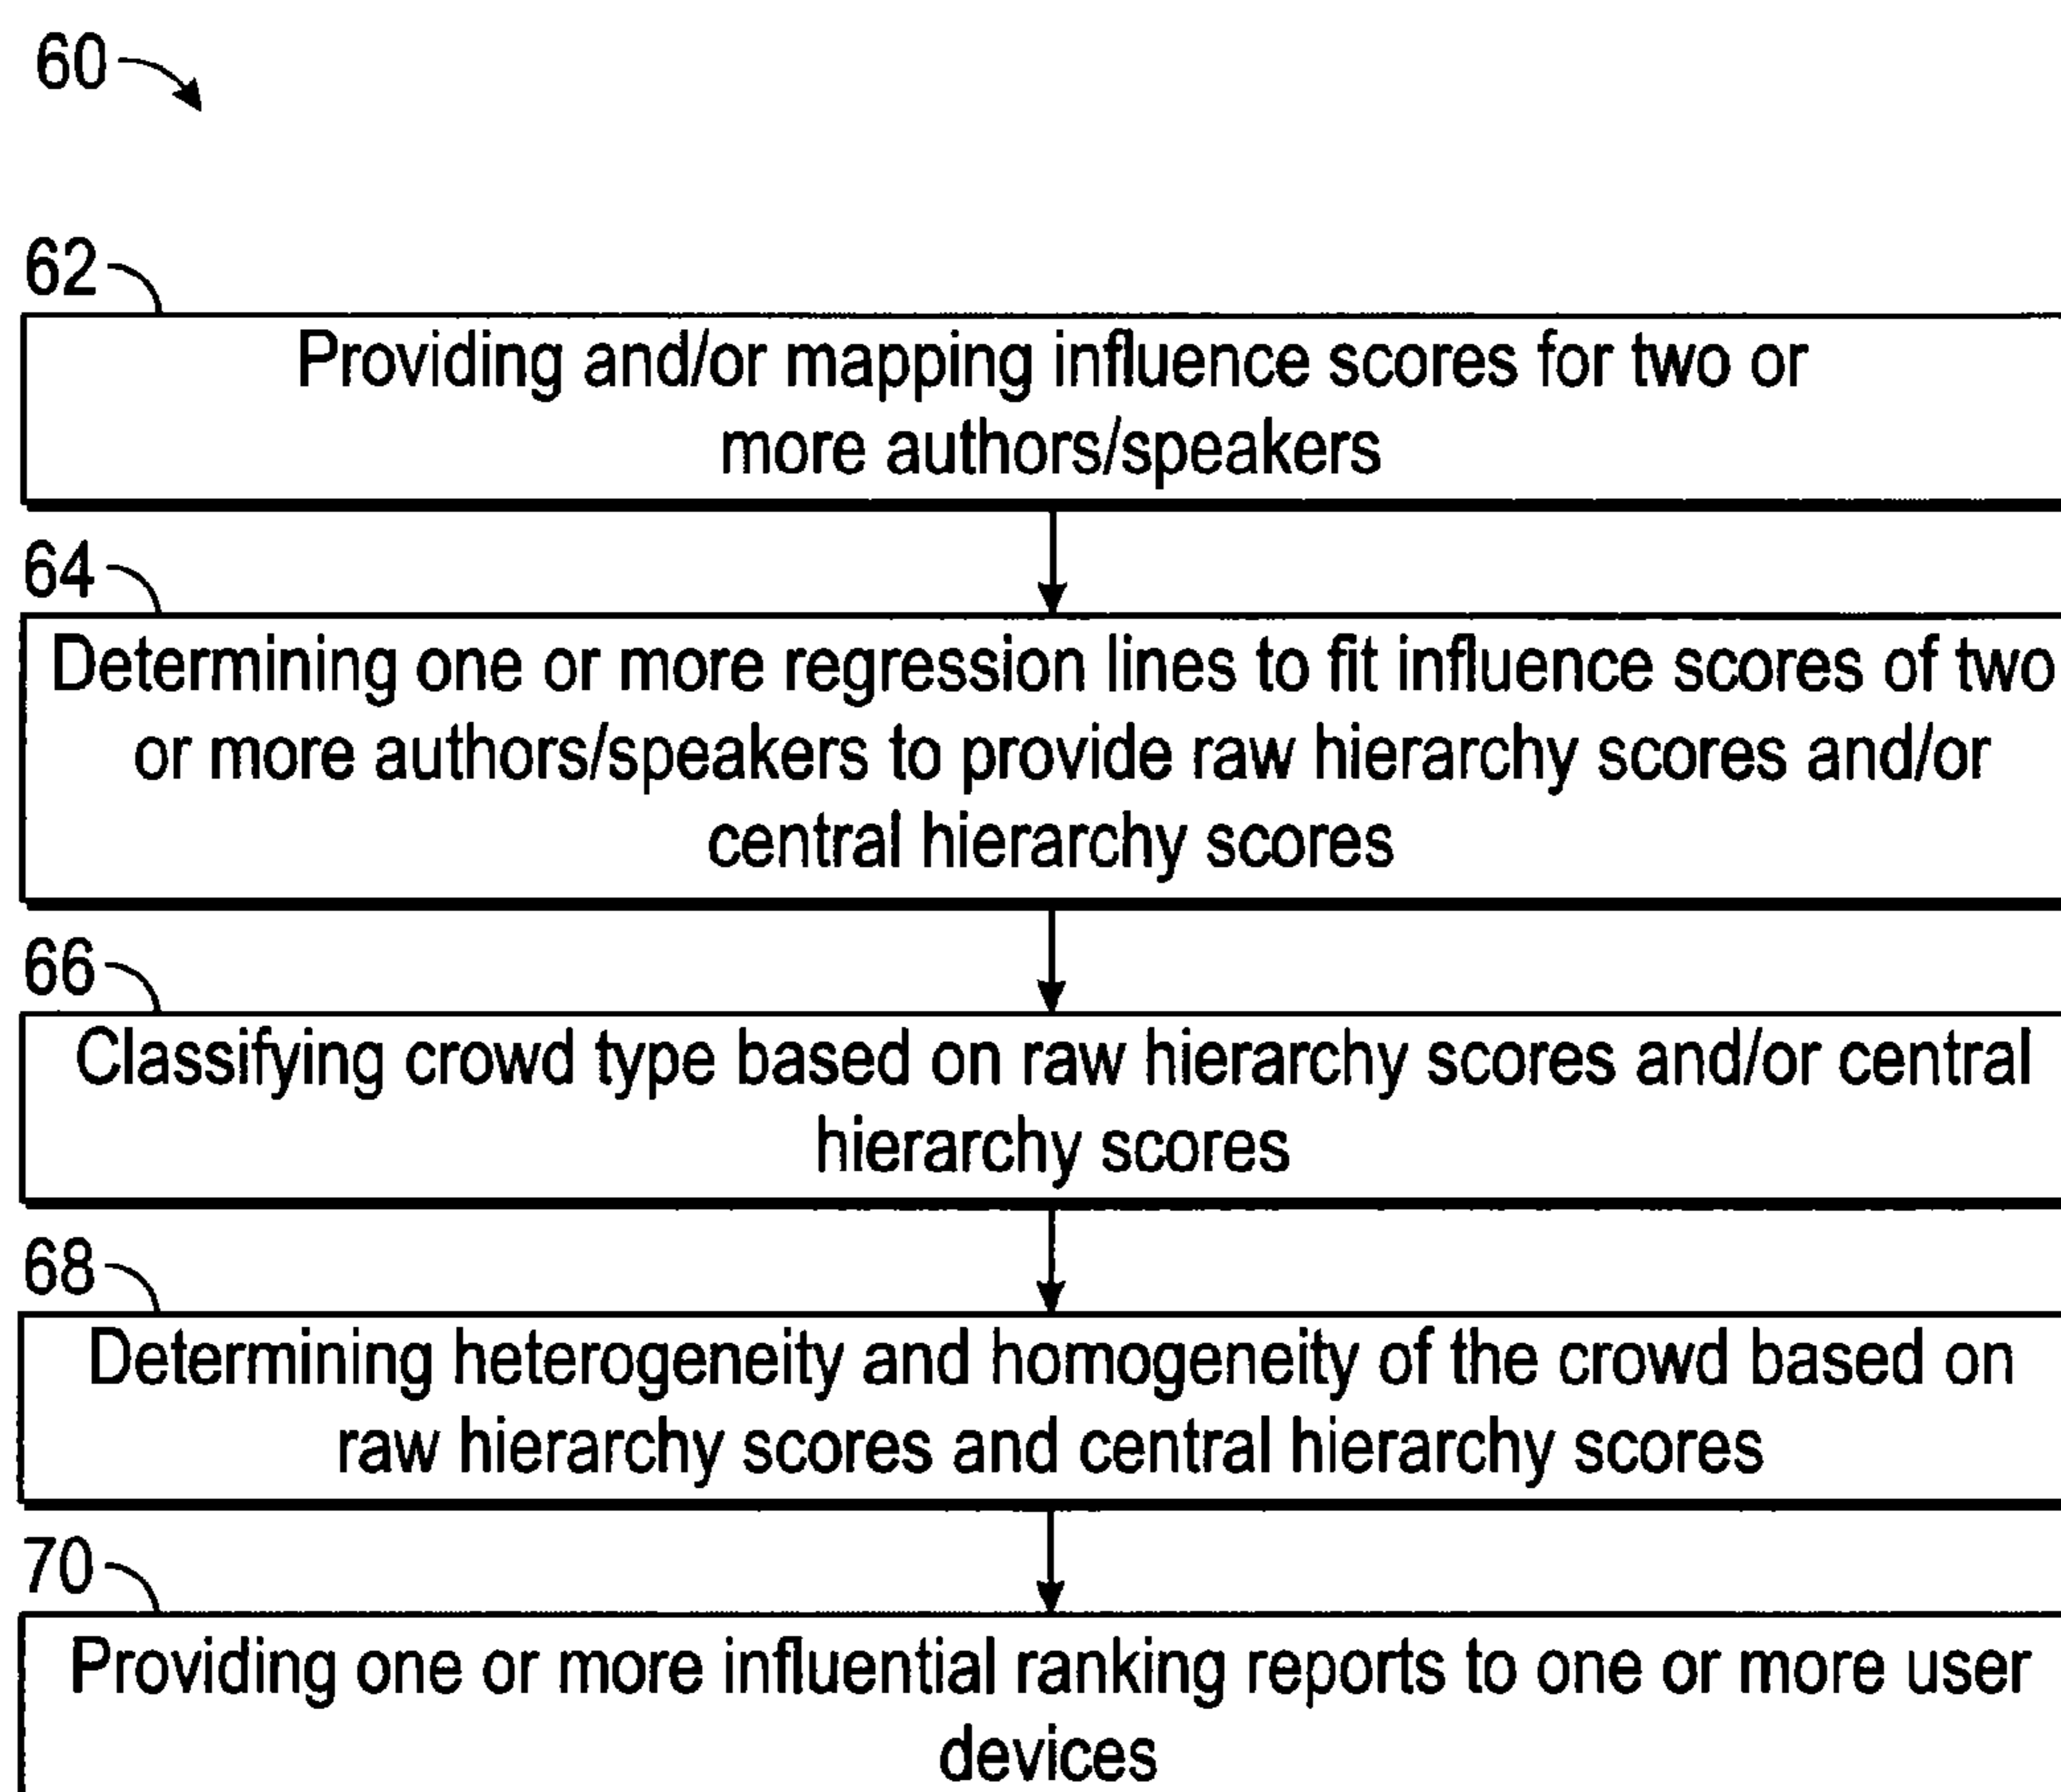 60
62
Providing and/or mapping influence scores for two or
more authors/speakers
64
Determining one or more regression lines to fit influence scores of two
or more authors/speakers to provide raw hierarchy scores and/or
central hierarchy scores
66
Classifying crowd type based on raw hierarchy scores and/or central
hierarchy scores
68
Determining heterogeneity and homogeneity of the crowd based on
raw hierarchy scores and central hierarchy scores
70
Providing one or more influential ranking reports to one or more user
devices